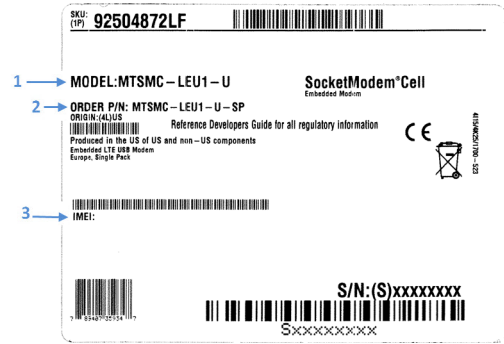 SKU: 92504872LF
(1P)
1 MODEL:MTSMC-LEU1-U
SocketModem®Cell
Embedded Modem
2 ORDER P/N: MTSMC-LEU1-U-SP
ORIGIN:(4L)US
Reference Developers Guide for all regulatory information
Produced in the US of US and non-US components
Embedded LTE USB Modem
Europe, Single Pack
CE
3 IMEI:
S/N:(S)xxxxxxxx
Sxxxxxxxx